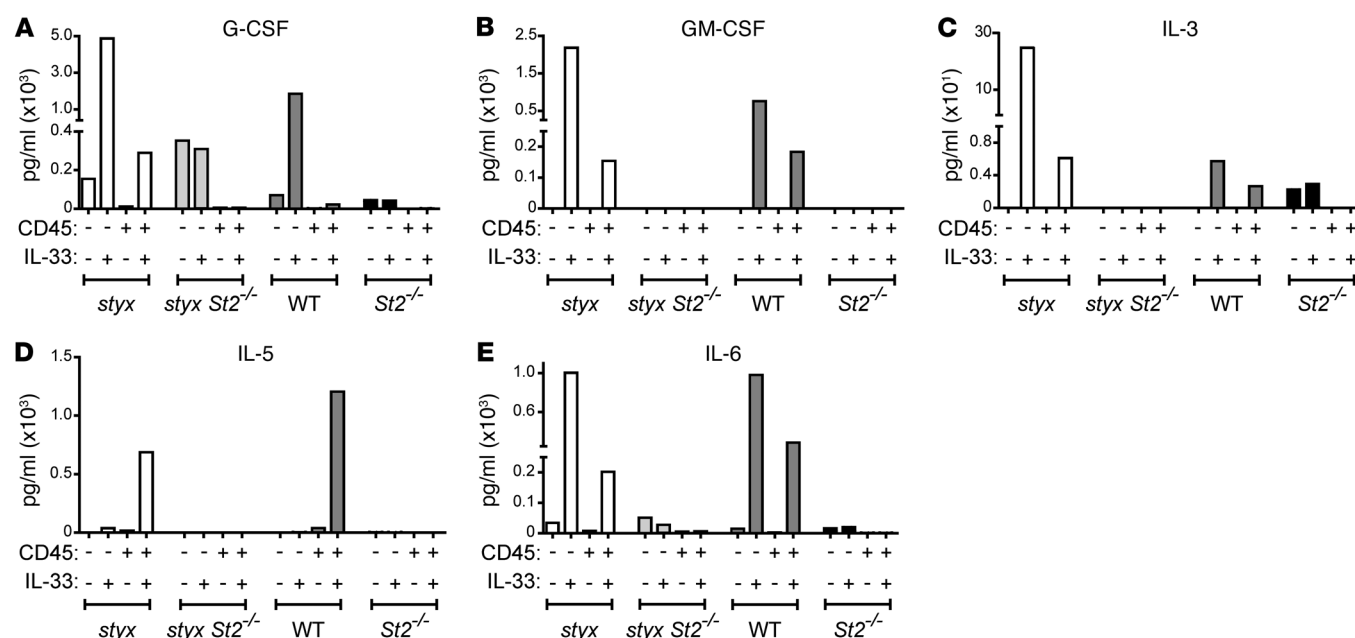 A G-CSF
5.0
3.0
1.0
0.4
0.2
0
pg/ml (x10³)
CD45: - - + + - - + + - - + + - - + +
IL-33: - + - + - + - + - + - + - + - +
styx styx St2-/- WT St2-/-
B GM-CSF
2.5
1.5
0.5
0.2
0.1
0
pg/ml (x10³)
CD45: - - + + - - + + - - + + - - + +
IL-33: - + - + - + - + - + - + - + - +
styx styx St2-/- WT St2-/-
C IL-3
30
10
0.8
0.4
0
pg/ml (x10¹)
CD45: - - + + - - + + - - + + - - + +
IL-33: - + - + - + - + - + - + - + - +
styx styx St2-/- WT St2-/-
D IL-5
1.5
1.0
0.5
0
pg/ml (x10³)
CD45: - - + + - - + + - - + + - - + +
IL-33: - + - + - + - + - + - + - + - +
styx styx St2-/- WT St2-/-
E IL-6
1.0
0.6
0.2
0.1
0
pg/ml (x10³)
CD45: - - + + - - + + - - + + - - + +
IL-33: - + - + - + - + - + - + - + - +
styx styx St2-/- WT St2-/-